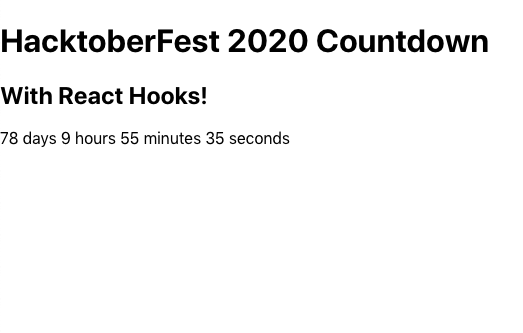 HacktoberFest 2020 Countdown
With React Hooks!
78 days 9 hours 55 minutes 35 seconds